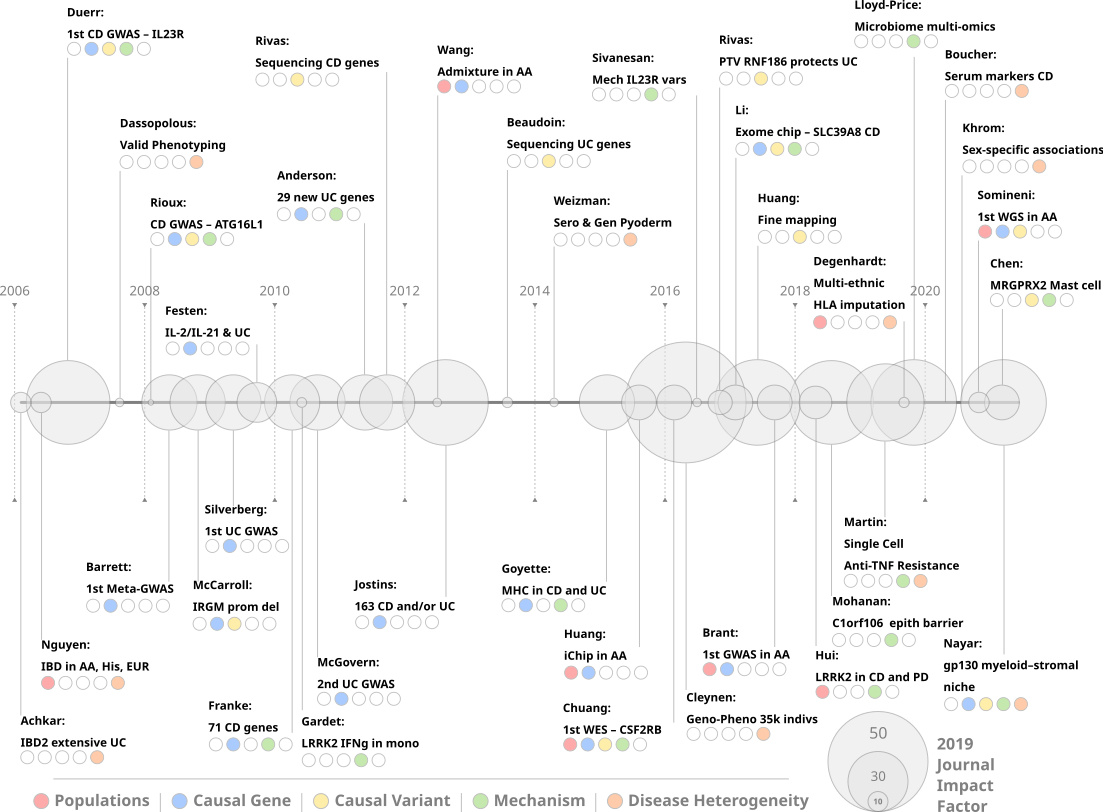 Duerr:
1st CD GWAS – IL23R
Rivas:
Sequencing CD genes
Wang:
Admixture in AA
Sivanesan:
Mech IL23R vars
Rivas:
PTV RNF186 protects UC
Lloyd-Price:
Microbiome multi-omics
Boucher:
Serum markers CD
Dassopolous:
Valid Phenotyping
Beaudoin:
Sequencing UC genes
Li:
Exome chip – SLC39A8 CD
Khrom:
Sex-specific associations
Rioux:
CD GWAS – ATG16L1
Anderson:
29 new UC genes
Weizman:
Sero & Gen Pyoderm
Huang:
Fine mapping
Somineni:
1st WGS in AA
Degenhardt:
Multi-ethnic
HLA imputation
Chen:
MRGPRX2 Mast cell
2006
2008
2010
2012
2014
2016
2018
2020
Festen:
IL-2/IL-21 & UC
Silverberg:
1st UC GWAS
Martin:
Single Cell
Anti-TNF Resistance
Barrett:
1st Meta-GWAS
McCarroll:
IRGM prom del
Jostins:
163 CD and/or UC
Goyette:
MHC in CD and UC
Mohanan:
C1orf106 epith barrier
Nguyen:
IBD in AA, His, EUR
McGovern:
2nd UC GWAS
Huang:
iChip in AA
Brant:
1st GWAS in AA
Hui:
LRRK2 in CD and PD
Nayar:
gp130 myeloid–stromal
niche
Achkar:
IBD2 extensive UC
Franke:
71 CD genes
Gardet:
LRRK2 IFNg in mono
Chuang:
1st WES – CSF2RB
Cleynen:
Geno-Pheno 35k indivs
50
30
10
2019
Journal
Impact
Factor
Populations
Causal Gene
Causal Variant
Mechanism
Disease Heterogeneity